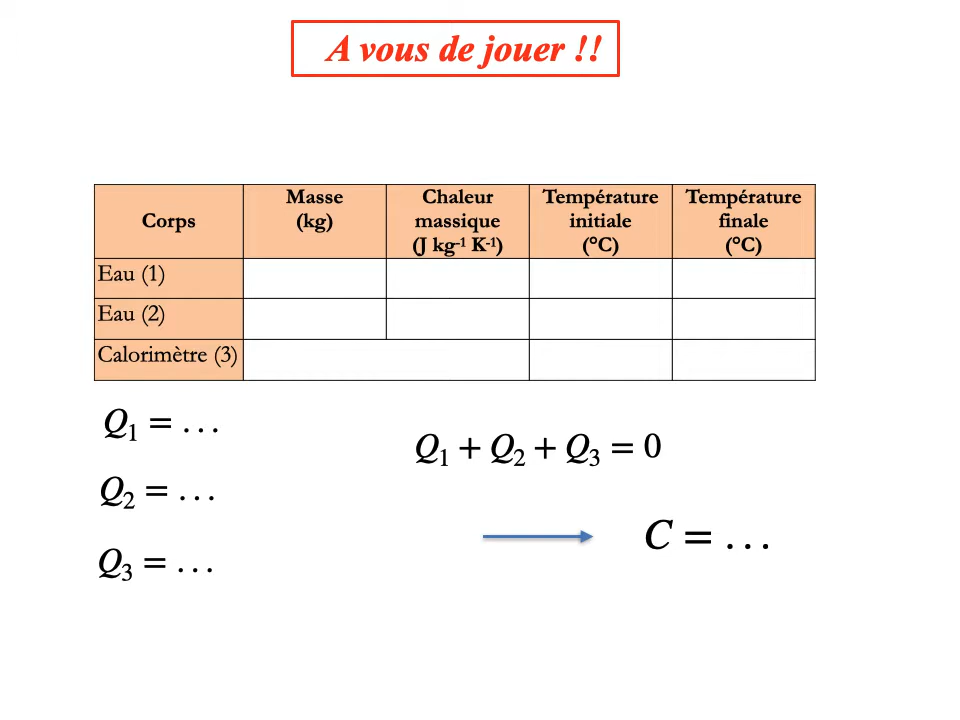 A vous de jouer !!
Corps
Masse
(kg)
Chaleur
massique
(J kg⁻¹ K⁻¹)
Température
initiale
(°C)
Température
finale
(°C)
Eau (1)
Eau (2)
Calorimètre (3)
Q₁ = ...
Q₁ + Q₂ + Q₃ = 0
Q₂ = ...
C = ...
Q₃ = ...